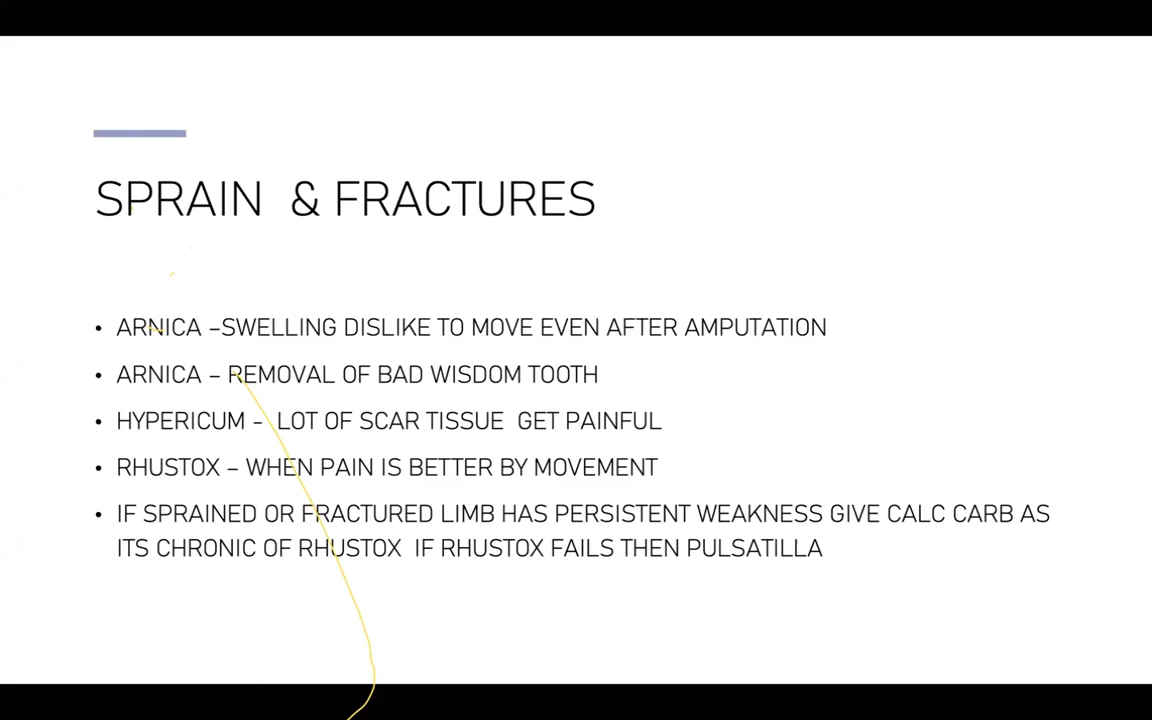 SPRAIN & FRACTURES
• ARNICA –SWELLING DISLIKE TO MOVE EVEN AFTER AMPUTATION
• ARNICA – REMOVAL OF BAD WISDOM TOOTH
• HYPERICUM - LOT OF SCAR TISSUE GET PAINFUL
• RHUSTOX – WHEN PAIN IS BETTER BY MOVEMENT
• IF SPRAINED OR FRACTURED LIMB HAS PERSISTENT WEAKNESS GIVE CALC CARB AS
ITS CHRONIC OF RHUSTOX IF RHUSTOX FAILS THEN PULSATILLA